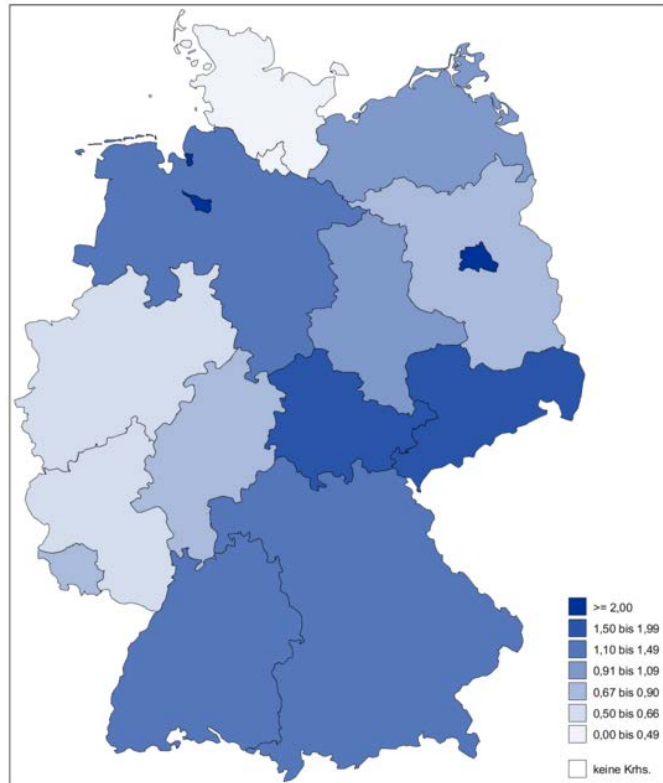 >= 2,00
1,50 bis 1,99
1,10 bis 1,49
0,91 bis 1,09
0,67 bis 0,90
0,50 bis 0,66
0,00 bis 0,49
keine Krhs.